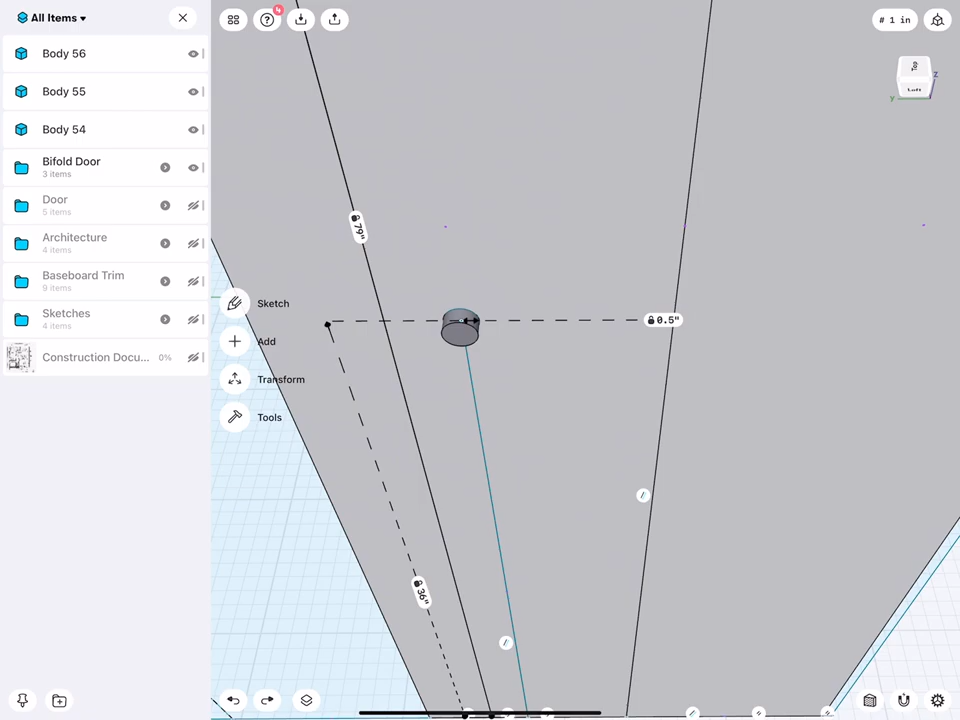 All Items
4
# 1 in
Body 56
Body 55
Body 54
Bifold Door
3 items
Door
5 items
Architecture
4 items
Baseboard Trim
9 items
Sketches
4 items
Construction Docu... 0%
Sketch
Add
Transform
Tools
79"
0.5"
36"
Top
Left
Z
Y